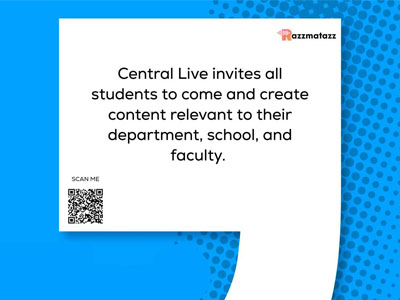 Razzmatazz
Central Live invites all
students to come and create
content relevant to their
department, school, and
faculty.
SCAN ME